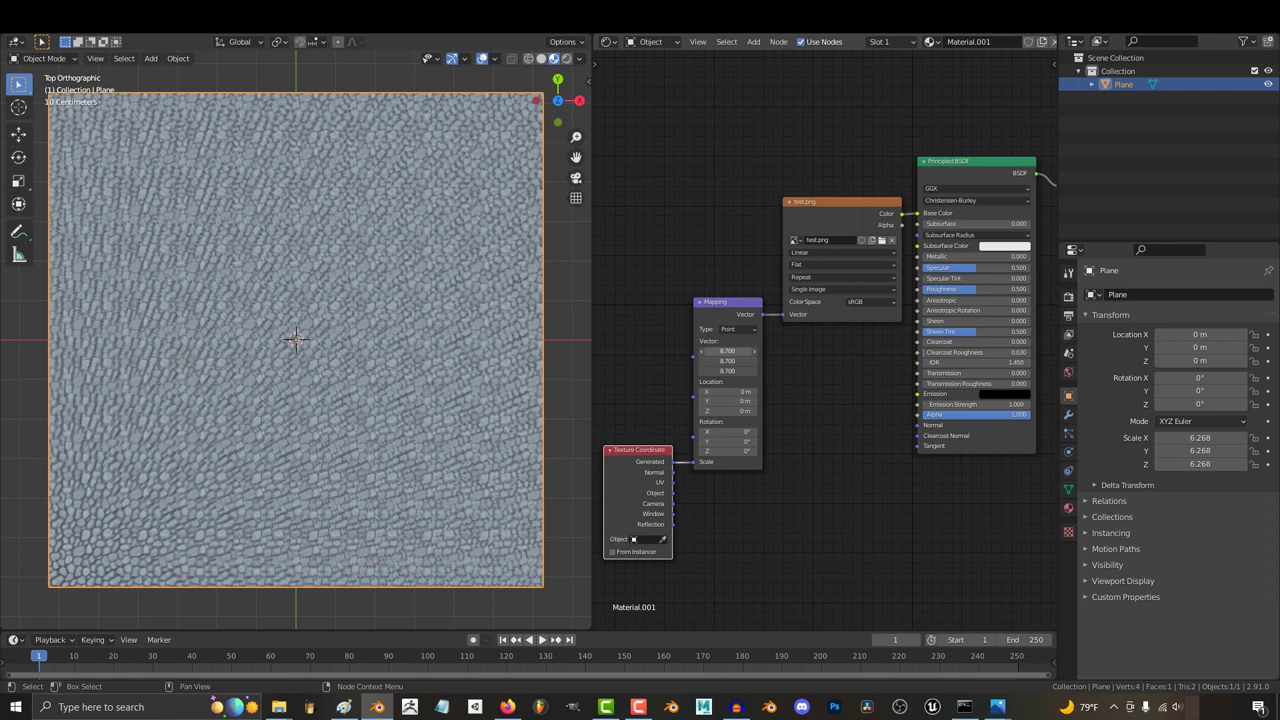 Global
Options
Object Mode
View
Select
Add
Object
Top Orthographic
(1) Collection | Plane
10 Centimeters
Y
Z
X
Object
View
Select
Add
Node
Use Nodes
Slot 1
Material.001
test.png
Color
Alpha
test.png
Linear
Flat
Repeat
Single Image
Color Space
sRGB
Vector
Mapping
Vector
Type:
Point
Vector:
8.700
8.700
8.700
Location:
X 0 m
Y 0 m
Z 0 m
Rotation:
X 0°
Y 0°
Z 0°
Scale
Texture Coordinate
Generated
Normal
UV
Object
Camera
Window
Reflection
Object
From Instancer
Principled BSDF
BSDF
GGX
Christensen-Burley
Base Color
Subsurface 0.000
Subsurface Radius
Subsurface Color
Metallic 0.000
Specular 0.500
Specular Tint 0.000
Roughness 0.500
Anisotropic 0.000
Anisotropic Rotation 0.000
Sheen 0.000
Sheen Tint 0.500
Clearcoat 0.000
Clearcoat Roughness 0.030
IOR 1.450
Transmission 0.000
Transmission Roughness 0.000
Emission
Emission Strength 1.000
Alpha 1.000
Normal
Clearcoat Normal
Tangent
Material.001
Scene Collection
Collection
Plane
Plane
Plane
Transform
Location X 0 m
Y 0 m
Z 0 m
Rotation X 0°
Y 0°
Z 0°
Mode XYZ Euler
Scale X 6.268
Y 6.268
Z 6.268
Delta Transform
Relations
Collections
Instancing
Motion Paths
Visibility
Viewport Display
Custom Properties
Playback
Keying
View
Marker
1
Start 1
End 250
1 10 20 30 40 50 60 70 80 90 100 110 120 130 140 150 160 170 180 190 200 210 220 230 240 250
Select
Box Select
Pan View
Node Context Menu
Collection | Plane | Verts:4 | Faces:1 | Tris:2 | Objects:1/1 | 2.91.0
Type here to search
Ps
79°F